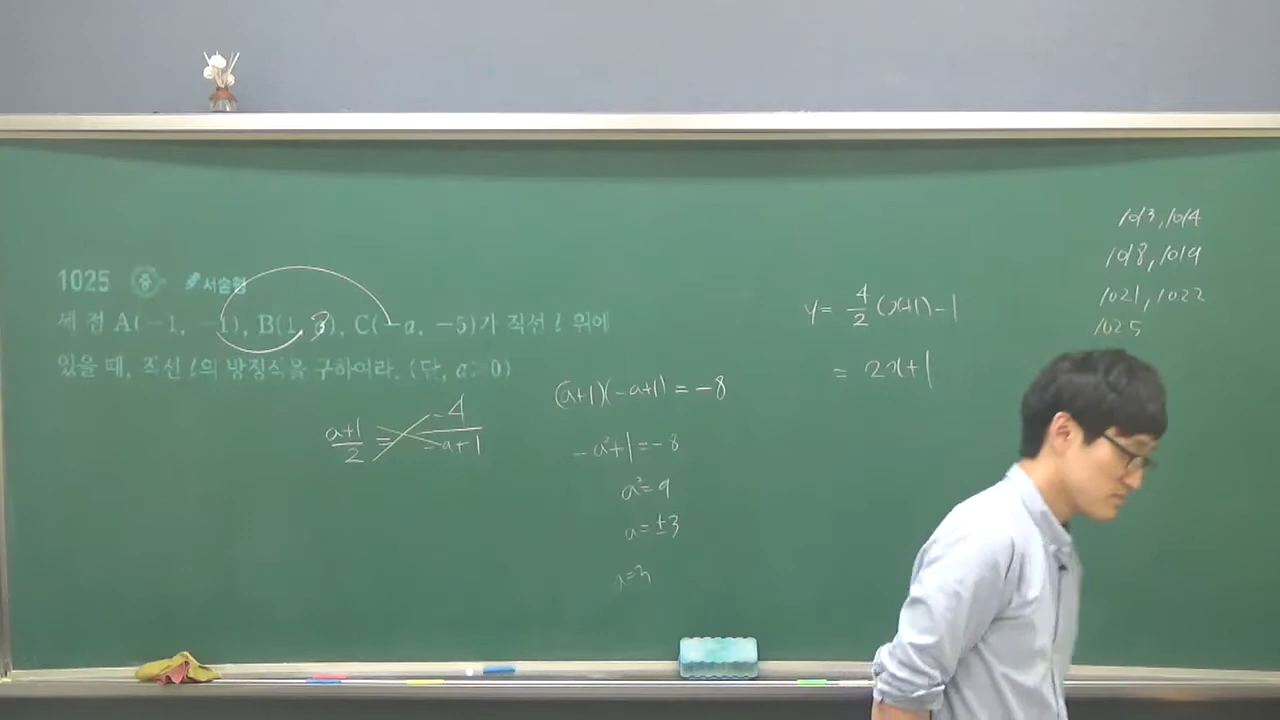 1025 중 서술형
세 점 A(-1, -1), B(1, 3), C(-a, -5)가 직선 l 위에
있을 때, 직선 l의 방정식을 구하여라. (단, a>0)
(a+1)/2 = -4/(-a+1)
(a+1)(-a+1) = -8
-a²+1 = -8
a² = 9
a = ±3
y = 4/2 (x+1) - 1
= 2x+1
1013, 1014
1018, 1019
1021, 1022
1025